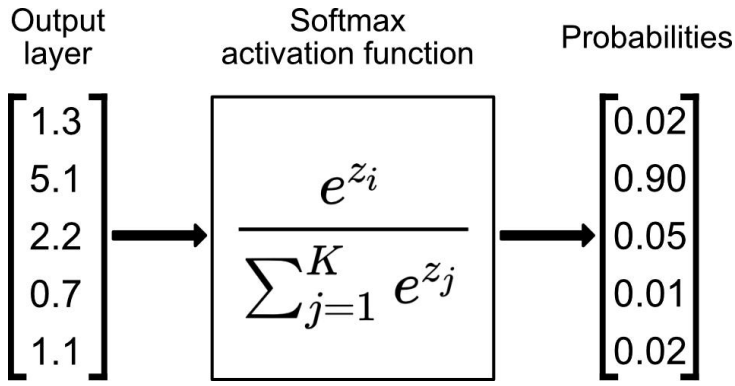 Output
layer
Softmax
activation function
Probabilities
1.3
5.1
2.2
0.7
1.1
e^{z_i}
∑_{j=1}^{K} e^{z_j}
0.02
0.90
0.05
0.01
0.02